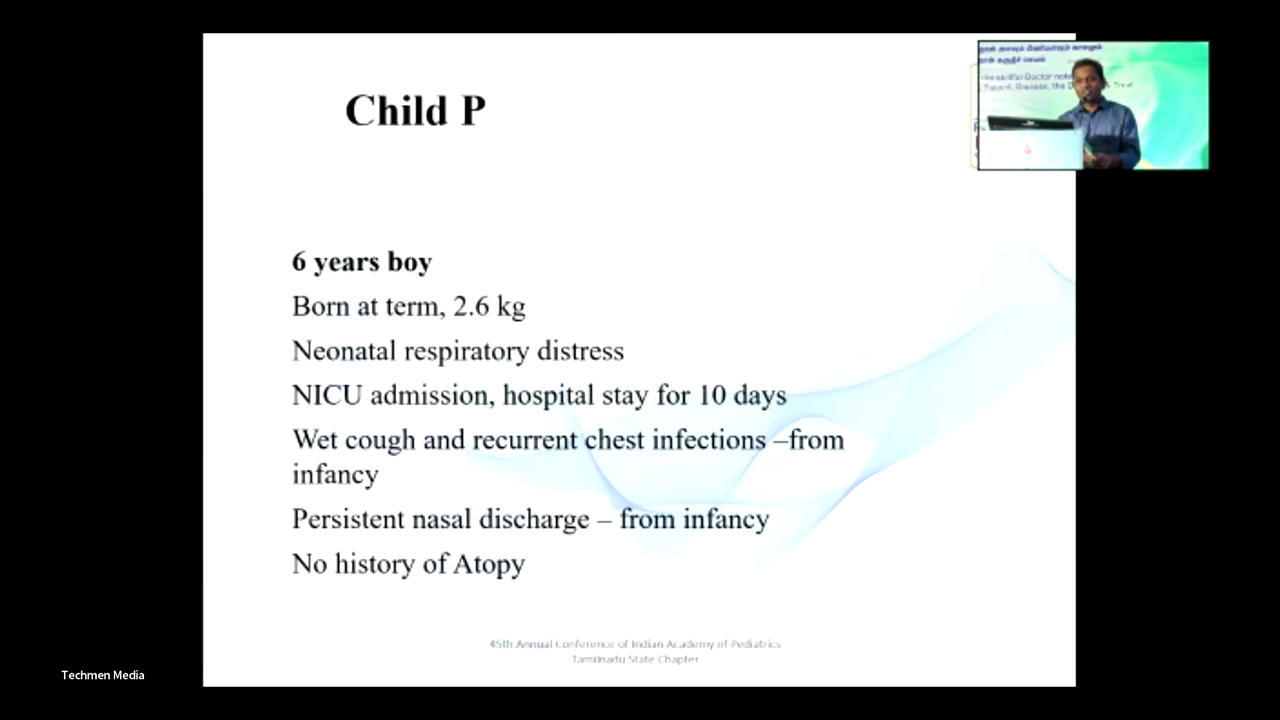 Child P
6 years boy
Born at term, 2.6 kg
Neonatal respiratory distress
NICU admission, hospital stay for 10 days
Wet cough and recurrent chest infections –from
infancy
Persistent nasal discharge – from infancy
No history of Atopy
45th Annual Conference of Indian Academy of Pediatrics
Tamilnadu State Chapter
Techmen Media